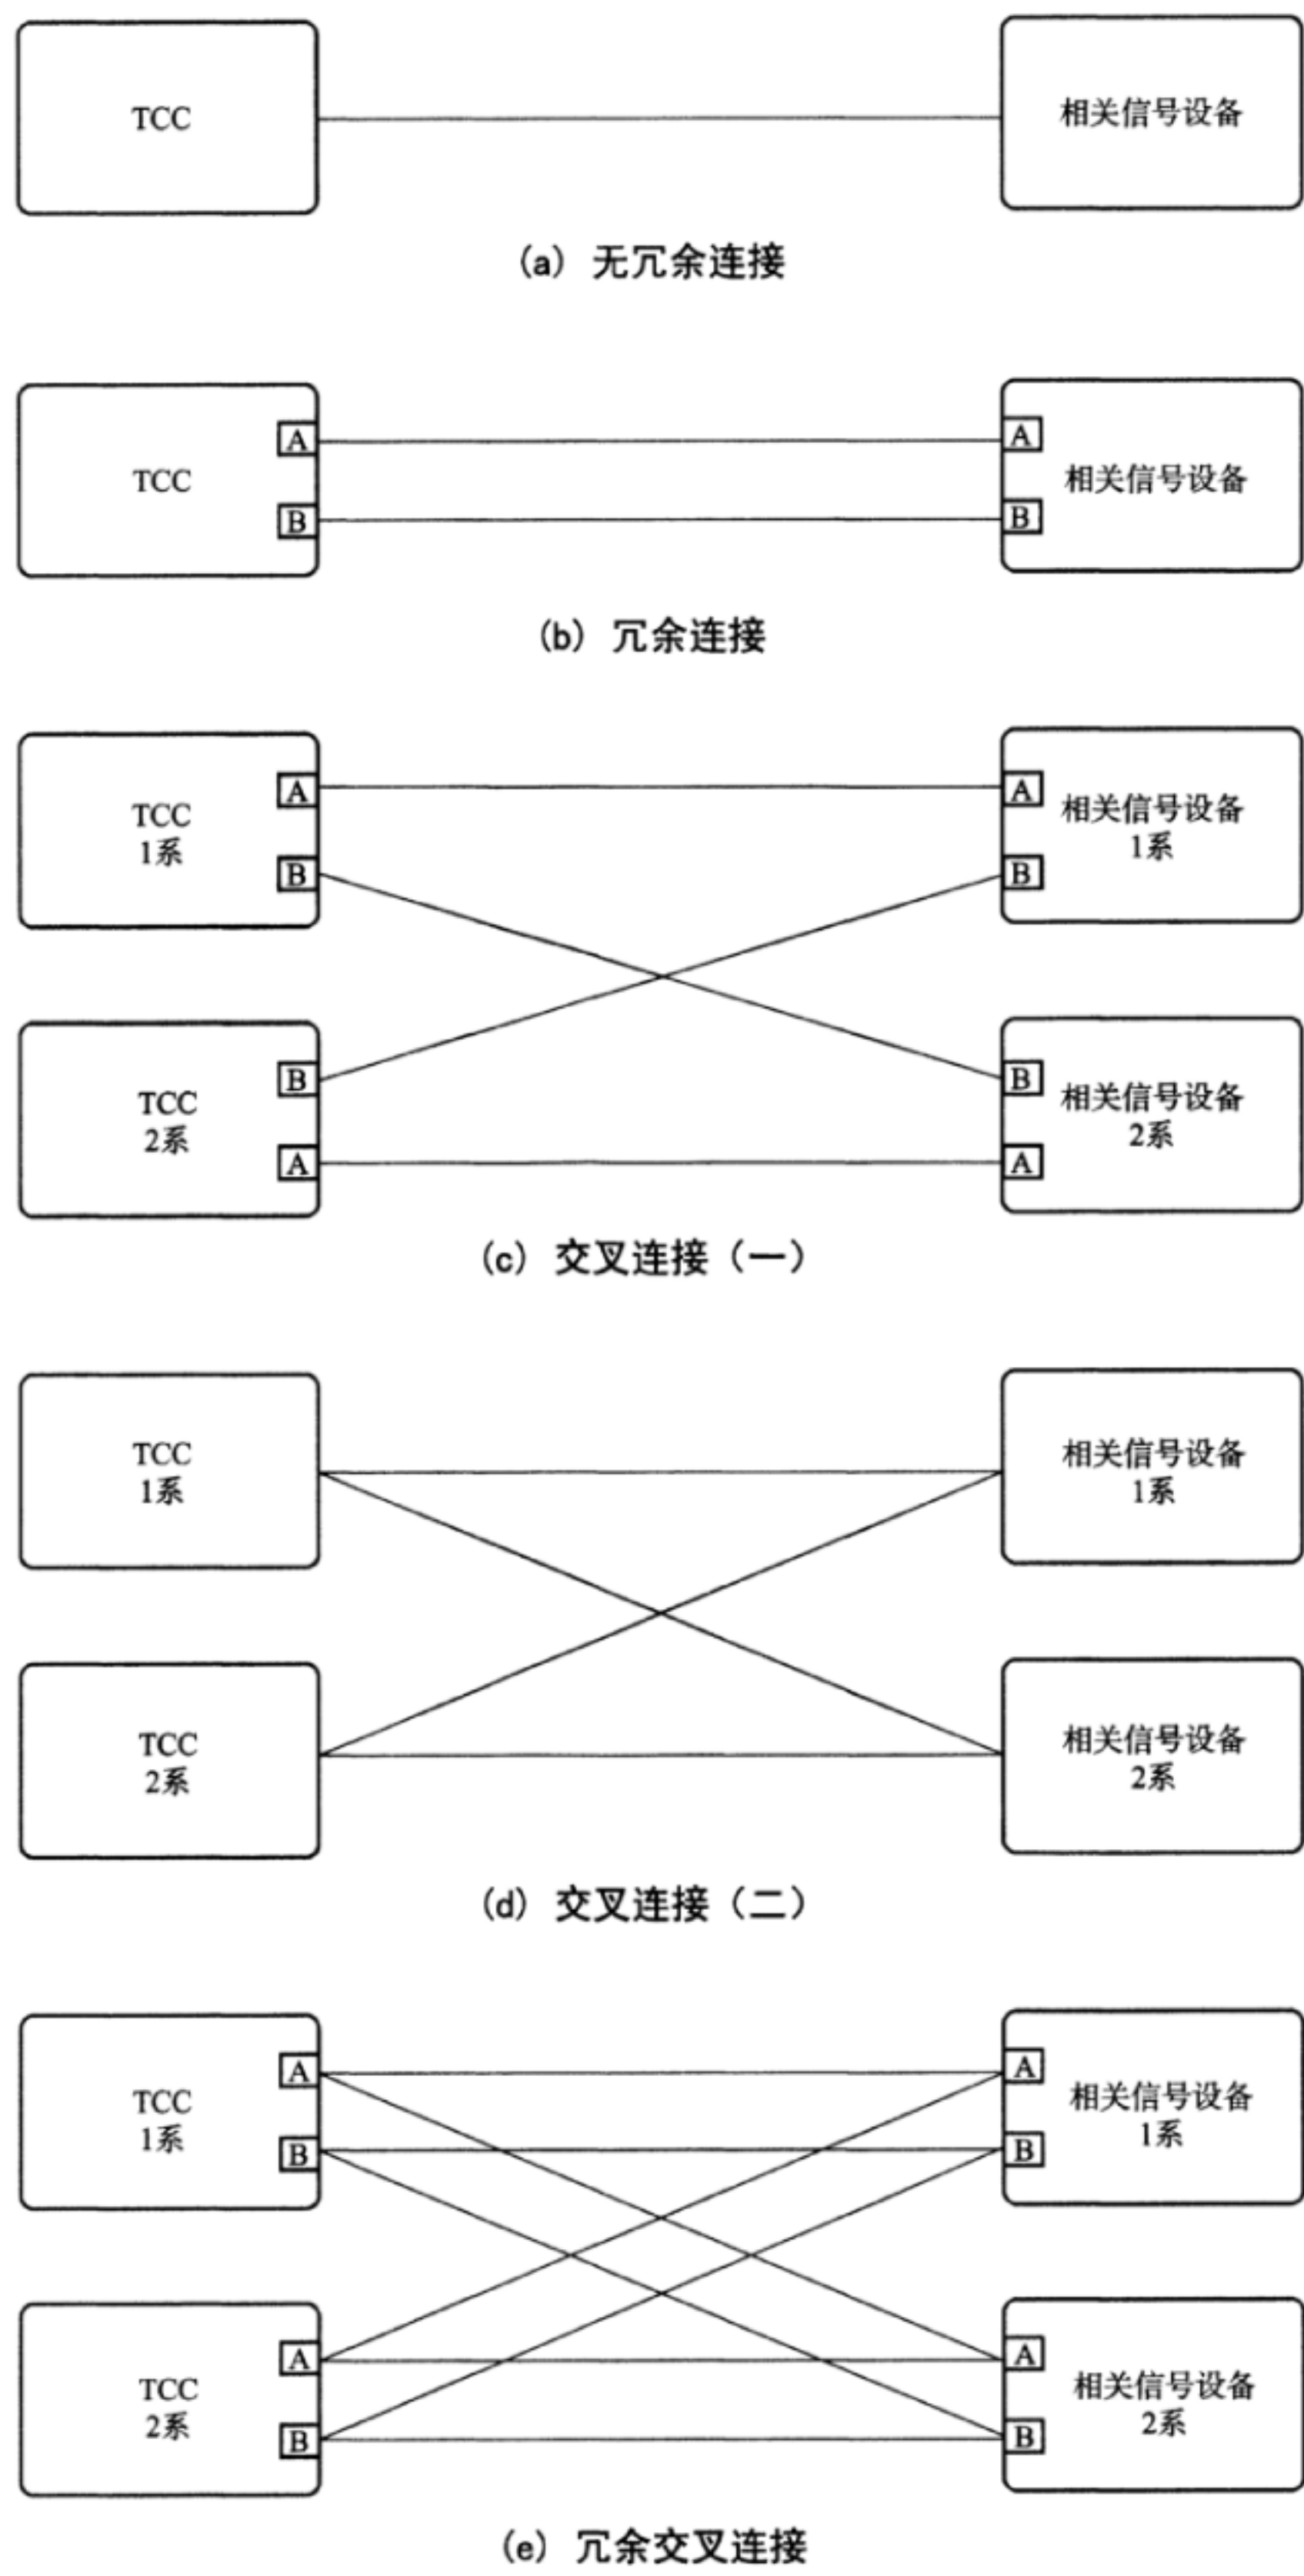 TCC
相关信号设备
(a) 无冗余连接
TCC
A
B
A
B
相关信号设备
(b) 冗余连接
TCC
1系
A
B
A
B
相关信号设备
1系
TCC
2系
B
A
B
A
相关信号设备
2系
(c) 交叉连接（一）
TCC
1系
相关信号设备
1系
TCC
2系
相关信号设备
2系
(d) 交叉连接（二）
TCC
1系
A
B
A
B
相关信号设备
1系
TCC
2系
A
B
A
B
相关信号设备
2系
(e) 冗余交叉连接